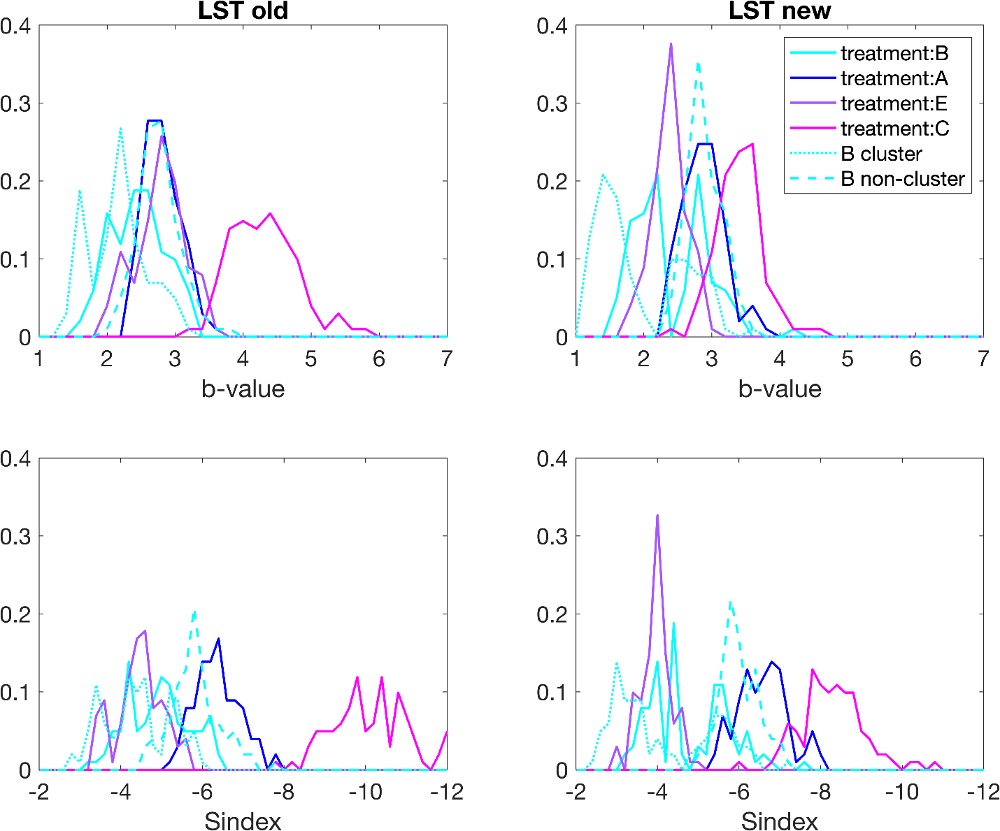 LST old
0.4
0.3
0.2
0.1
0
1 2 3 4 5 6 7
b-value
LST new
0.4
0.3
0.2
0.1
0
treatment:B
treatment:A
treatment:E
treatment:C
B cluster
B non-cluster
1 2 3 4 5 6 7
b-value
0.4
0.3
0.2
0.1
0
-2 -4 -6 -8 -10 -12
Sindex
0.4
0.3
0.2
0.1
0
-2 -4 -6 -8 -10 -12
Sindex